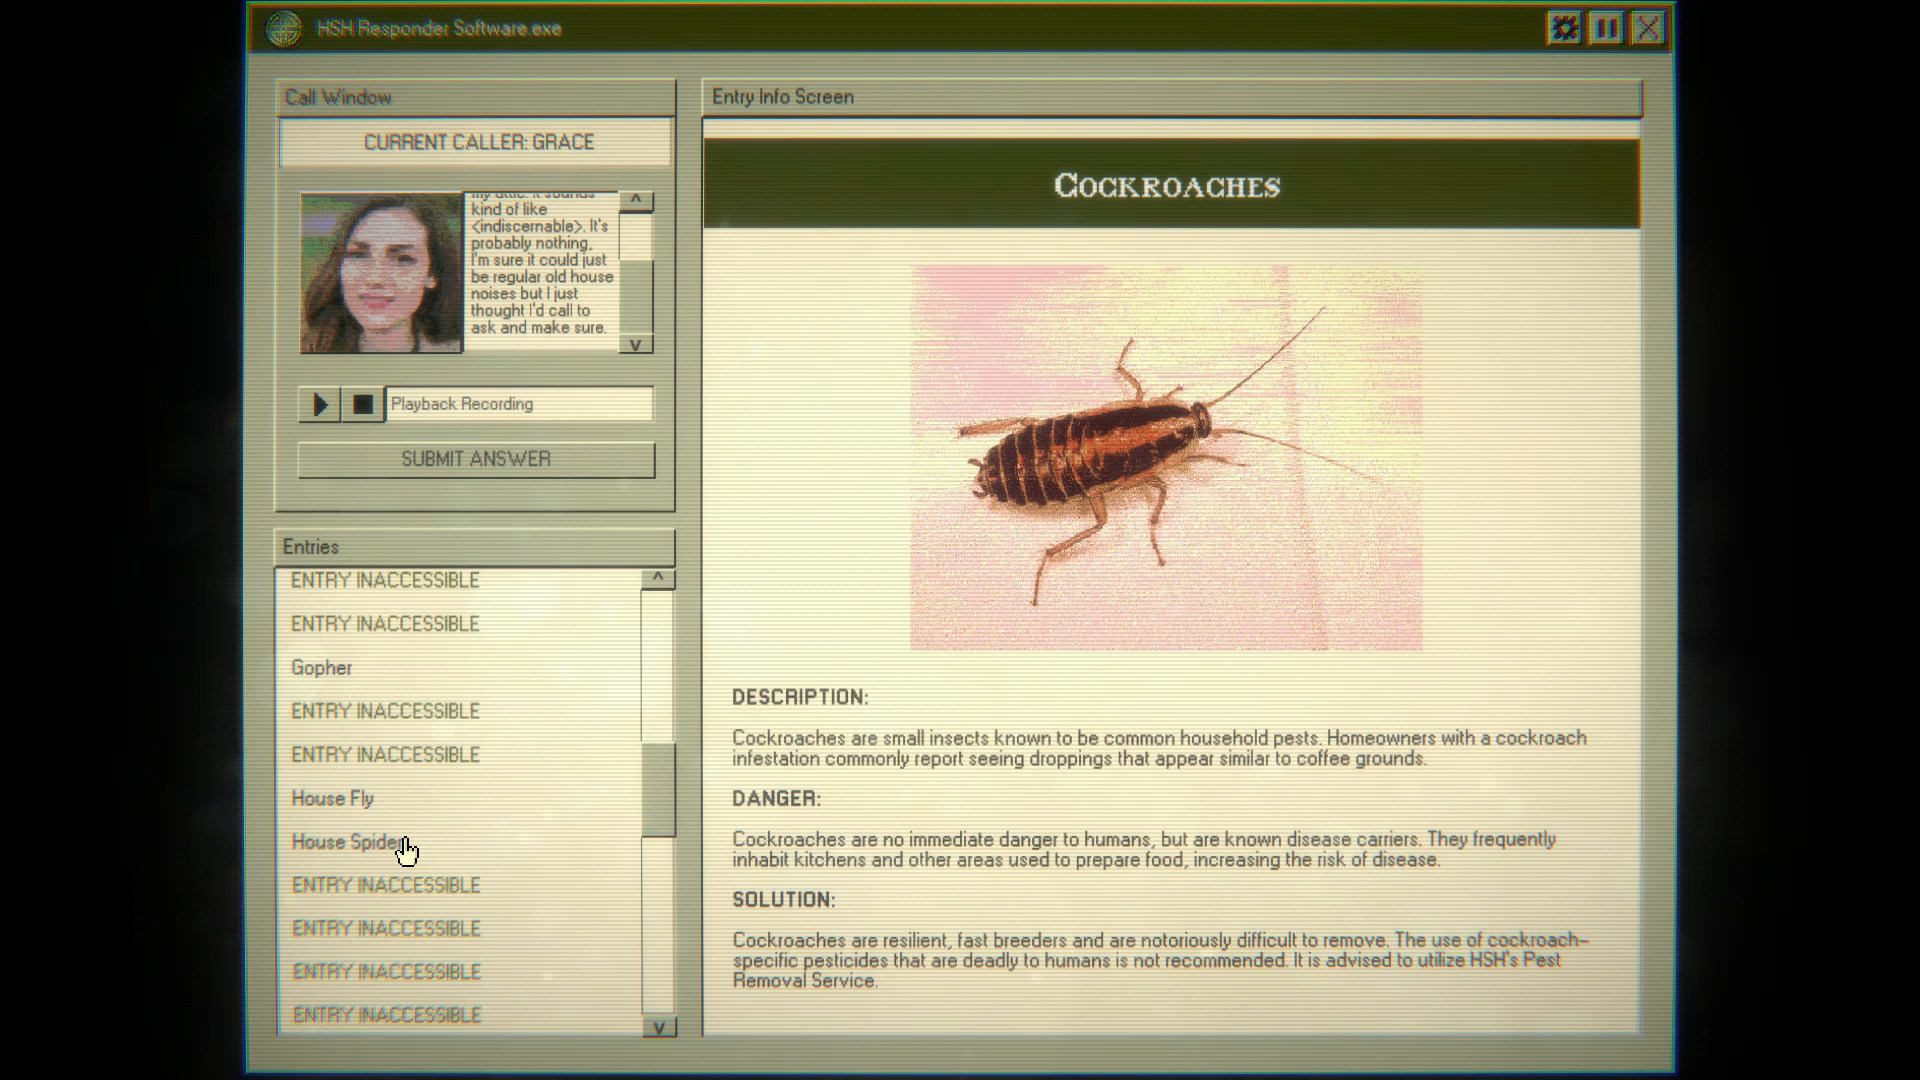 HSH Responder Software.exe
Call Window
CURRENT CALLER: GRACE
my attic. It sounds
kind of like
<indiscernable>. It's
probably nothing,
I'm sure it could just
be regular old house
noises but I just
thought I'd call to
ask and make sure.
Playback Recording
SUBMIT ANSWER
Entries
ENTRY INACCESSIBLE
ENTRY INACCESSIBLE
Gopher
ENTRY INACCESSIBLE
ENTRY INACCESSIBLE
House Fly
House Spider
ENTRY INACCESSIBLE
ENTRY INACCESSIBLE
ENTRY INACCESSIBLE
ENTRY INACCESSIBLE
Entry Info Screen
COCKROACHES
DESCRIPTION:
Cockroaches are small insects known to be common household pests. Homeowners with a cockroach
infestation commonly report seeing droppings that appear similar to coffee grounds.
DANGER:
Cockroaches are no immediate danger to humans, but are known disease carriers. They frequently
inhabit kitchens and other areas used to prepare food, increasing the risk of disease.
SOLUTION:
Cockroaches are resilient, fast breeders and are notoriously difficult to remove. The use of cockroach-
specific pesticides that are deadly to humans is not recommended. It is advised to utilize HSH's Pest
Removal Service.